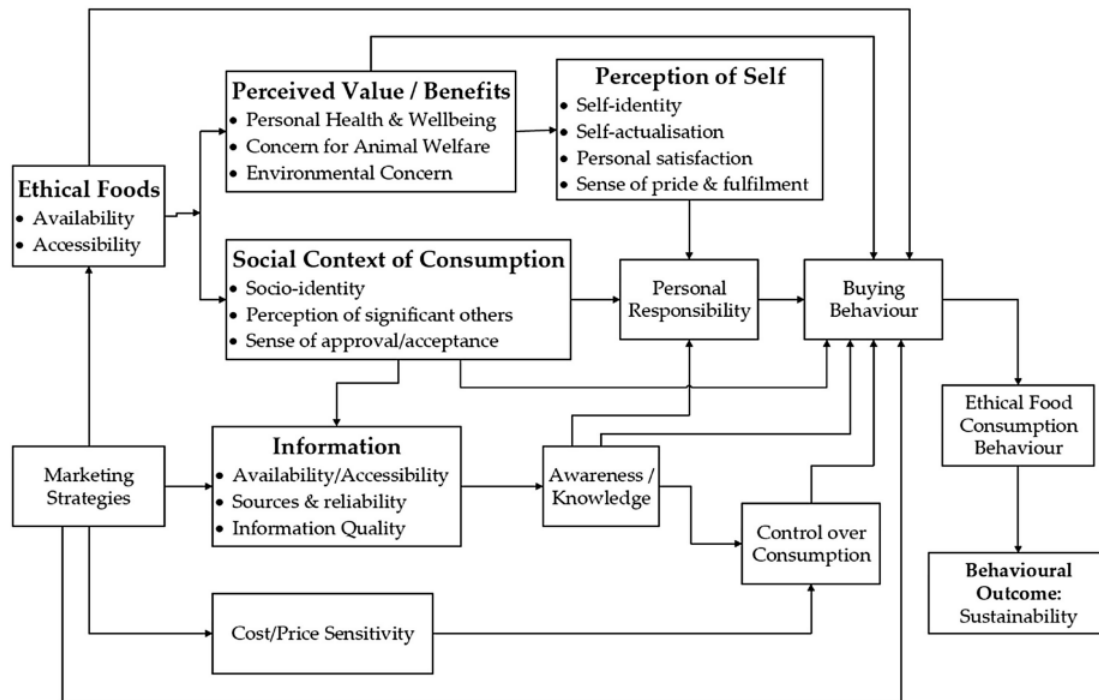 Perceived Value / Benefits
• Personal Health & Wellbeing
• Concern for Animal Welfare
• Environmental Concern
Perception of Self
• Self-identity
• Self-actualisation
• Personal satisfaction
• Sense of pride & fulfilment
Ethical Foods
• Availability
• Accessibility
Social Context of Consumption
• Socio-identity
• Perception of significant others
• Sense of approval/acceptance
Personal
Responsibility
Buying
Behaviour
Ethical Food
Consumption
Behaviour
Marketing
Strategies
Information
• Availability/Accessibility
• Sources & reliability
• Information Quality
Awareness /
Knowledge
Control over
Consumption
Behavioural
Outcome:
Sustainability
Cost/Price Sensitivity